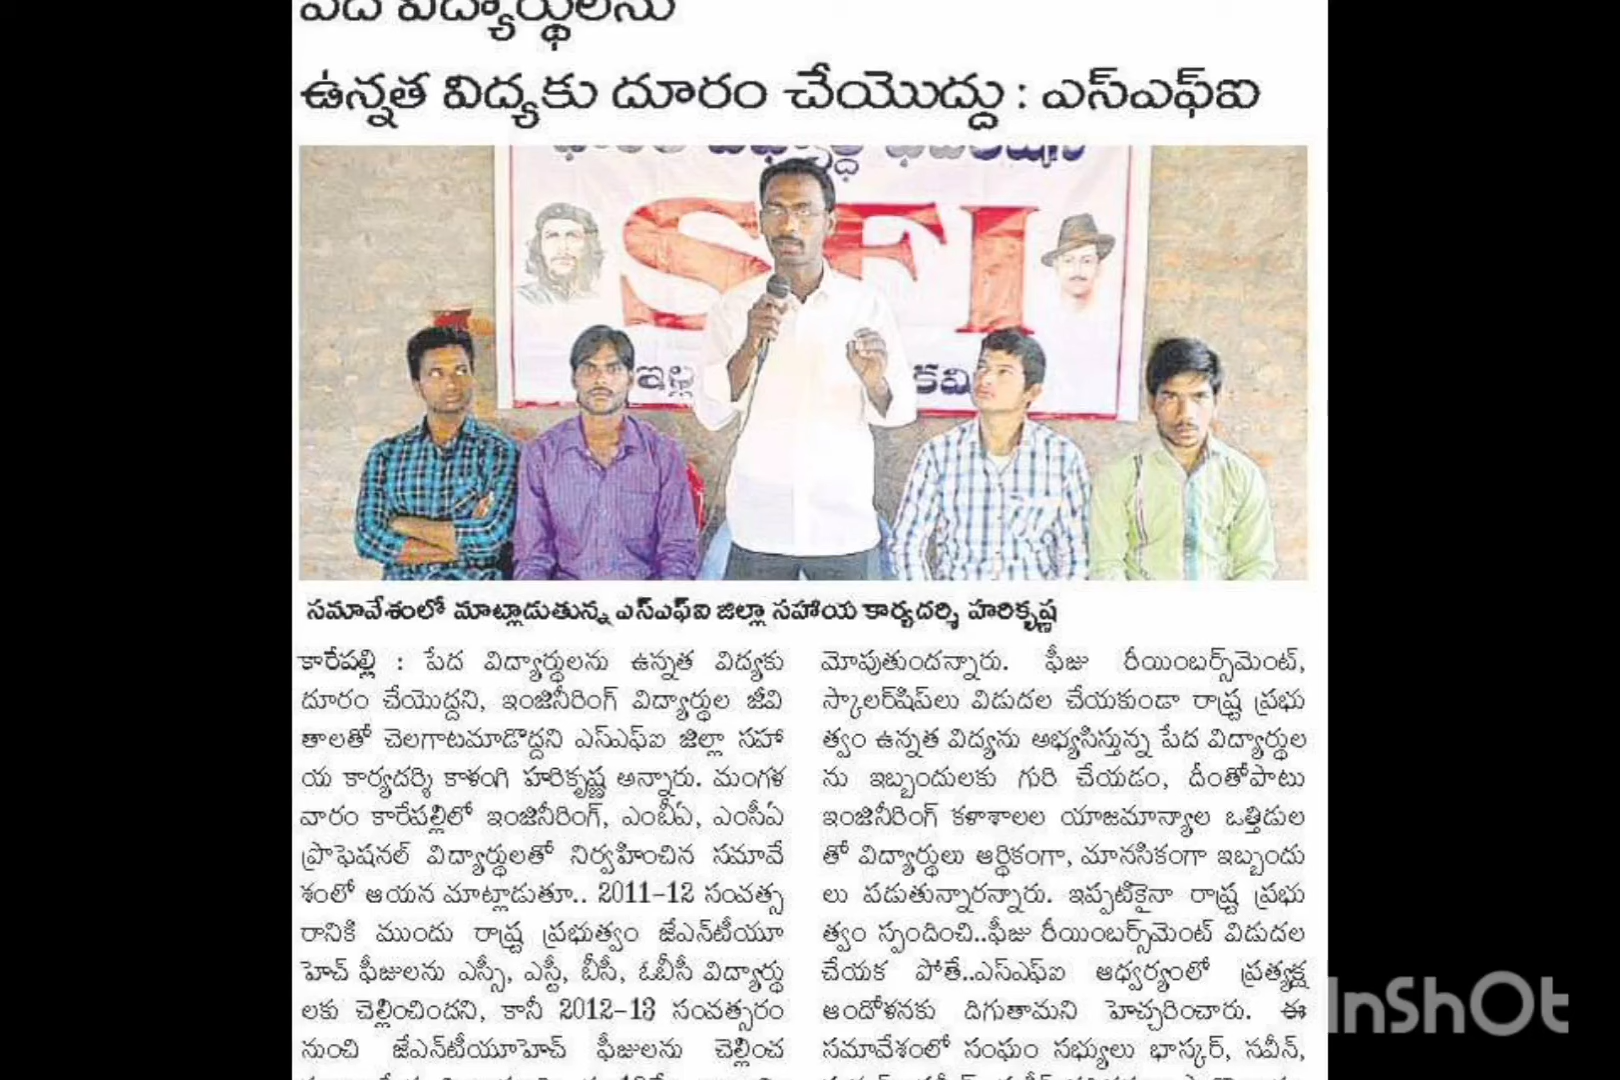 పేద విద్యార్థులను
ఉన్నత విద్యకు దూరం చేయొద్దు : ఎస్ఎఫ్ఐ
SFI
సమావేశంలో మాట్లాడుతున్న ఎస్ఎఫ్ఐ జిల్లా సహాయ కార్యదర్శి హరికృష్ణ
కారేపల్లి : పేద విద్యార్థులను ఉన్నత విద్యకు
దూరం చేయొద్దని, ఇంజినీరింగ్ విద్యార్థుల జీవి
తాలతో చెలగాటమాడొద్దని ఎస్ఎఫ్ఐ జిల్లా సహా
య కార్యదర్శి కాళంగి హరికృష్ణ అన్నారు. మంగళ
వారం కారేపల్లిలో ఇంజినీరింగ్, ఎంబీఏ, ఎంసీఏ
ప్రొఫెషనల్ విద్యార్థులతో నిర్వహించిన సమావే
శంలో ఆయన మాట్లాడుతూ.. 2011-12 సంవత్స
రానికి ముందు రాష్ట్ర ప్రభుత్వం జేఎన్‌టీయూ
హెచ్ ఫీజులను ఎస్సీ, ఎస్టీ, బీసీ, ఓబీసీ విద్యార్థు
లకు చెల్లించిందని, కానీ 2012-13 సంవత్సరం
నుంచి జేఎన్‌టీయూహెచ్ ఫీజులను చెల్లించ
మోపుతుందన్నారు. ఫీజు రీయింబర్స్‌మెంట్,
స్కాలర్‌షిప్‌లు విడుదల చేయకుండా రాష్ట్ర ప్రభు
త్వం ఉన్నత విద్యను అభ్యసిస్తున్న పేద విద్యార్థుల
ను ఇబ్బందులకు గురి చేయడం, దీంతోపాటు
ఇంజినీరింగ్ కళాశాలల యాజమాన్యాల ఒత్తిడుల
తో విద్యార్థులు ఆర్థికంగా, మానసికంగా ఇబ్బందు
లు పడుతున్నారన్నారు. ఇప్పటికైనా రాష్ట్ర ప్రభు
త్వం స్పందించి..ఫీజు రీయింబర్స్‌మెంట్ విడుదల
చేయక పోతే..ఎస్ఎఫ్ఐ ఆధ్వర్యంలో ప్రత్యక్ష
ఆందోళనకు దిగుతామని హెచ్చరించారు. ఈ
సమావేశంలో సంఘం సభ్యులు భాస్కర్, నవీన్,
InShOt